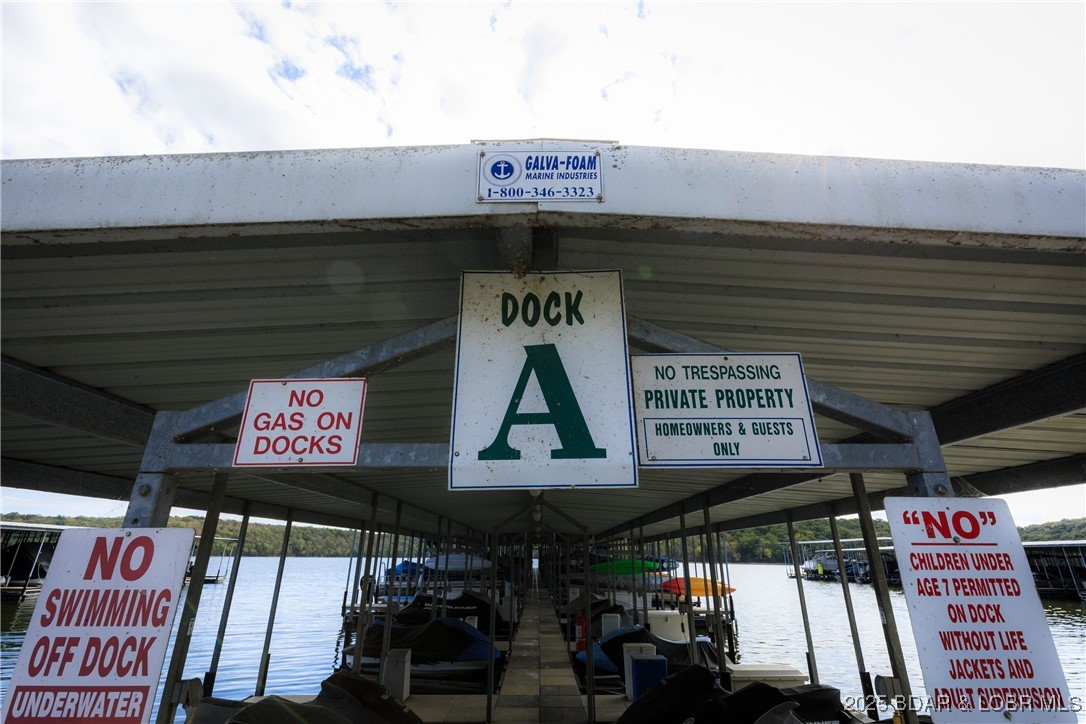 GALVA-FOAM
MARINE INDUSTRIES
1-800-346-3323
DOCK
A
NO
GAS ON
DOCKS
NO TRESPASSING
PRIVATE PROPERTY
HOMEOWNERS & GUESTS
ONLY
NO
SWIMMING
OFF DOCK
UNDERWATER
"NO"
CHILDREN UNDER
AGE 7 PERMITTED
ON DOCK
WITHOUT LIFE
JACKETS AND
ADULT SUPERVISION
2025 BDAR & LOBR MLS